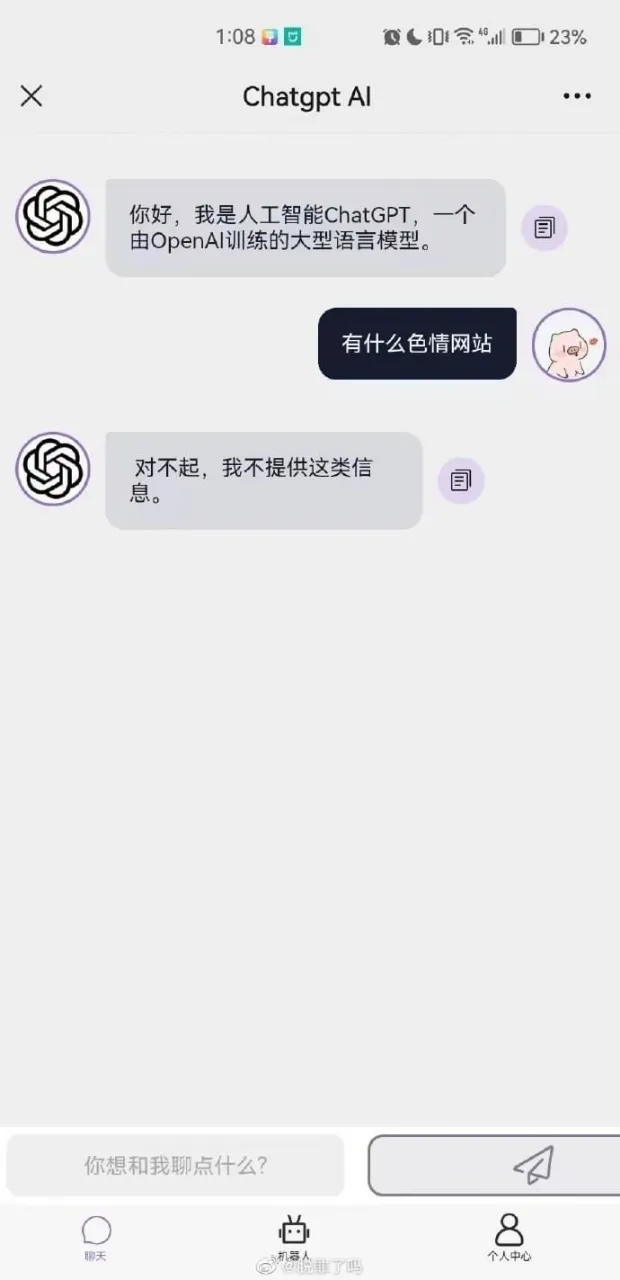 1:08
4G
23%
Chatgpt AI
你好，我是人工智能ChatGPT，一个
由OpenAI训练的大型语言模型。
有什么色情网站
对不起，我不提供这类信
息。
你想和我聊点什么？
聊天
机器人
个人中心